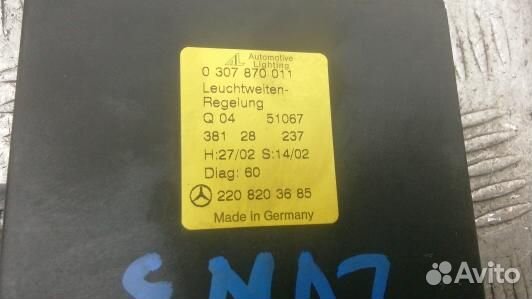 Automotive
Lighting
0 307 870 011
Leuchtweiten-
Regelung
Q 04 51067
381 28 237
H:27/02 S:14/02
Diag: 60
220 820 36 85
Made in Germany
Avito